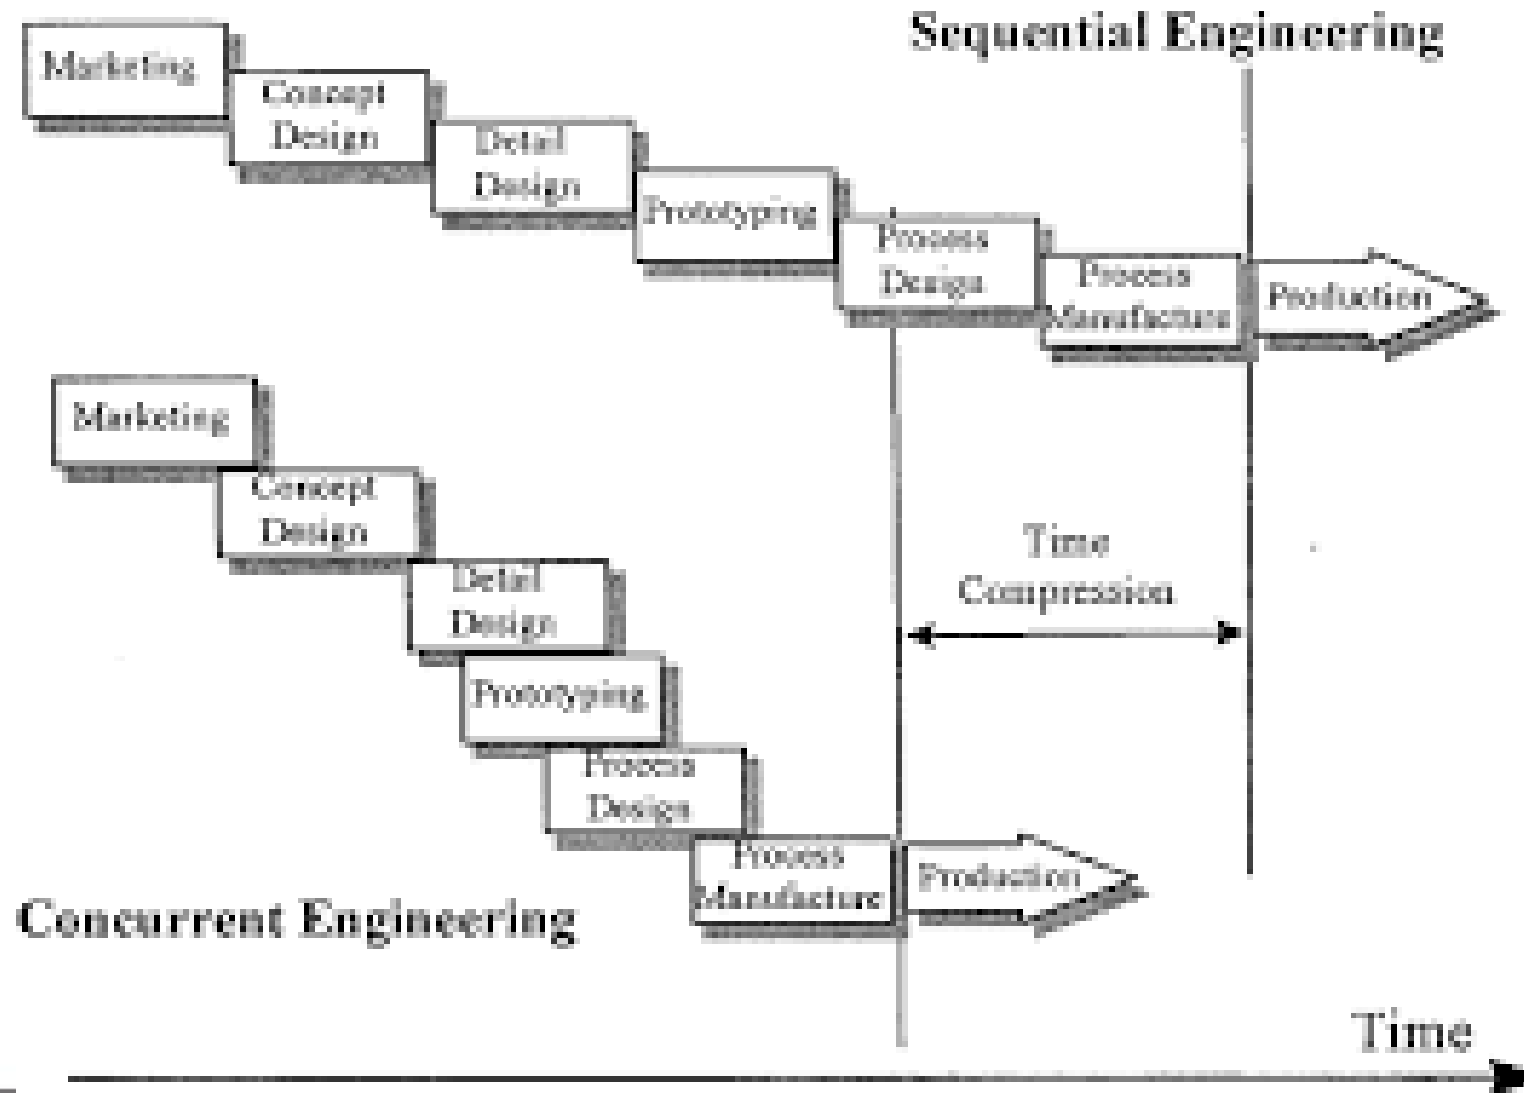 Sequential Engineering
Marketing
Concept
Design
Detail
Design
Prototyping
Process
Design
Process
Manufacture
Production
Marketing
Concept
Design
Detail
Design
Prototyping
Process
Design
Process
Manufacture
Production
Time
Compression
Concurrent Engineering
Time